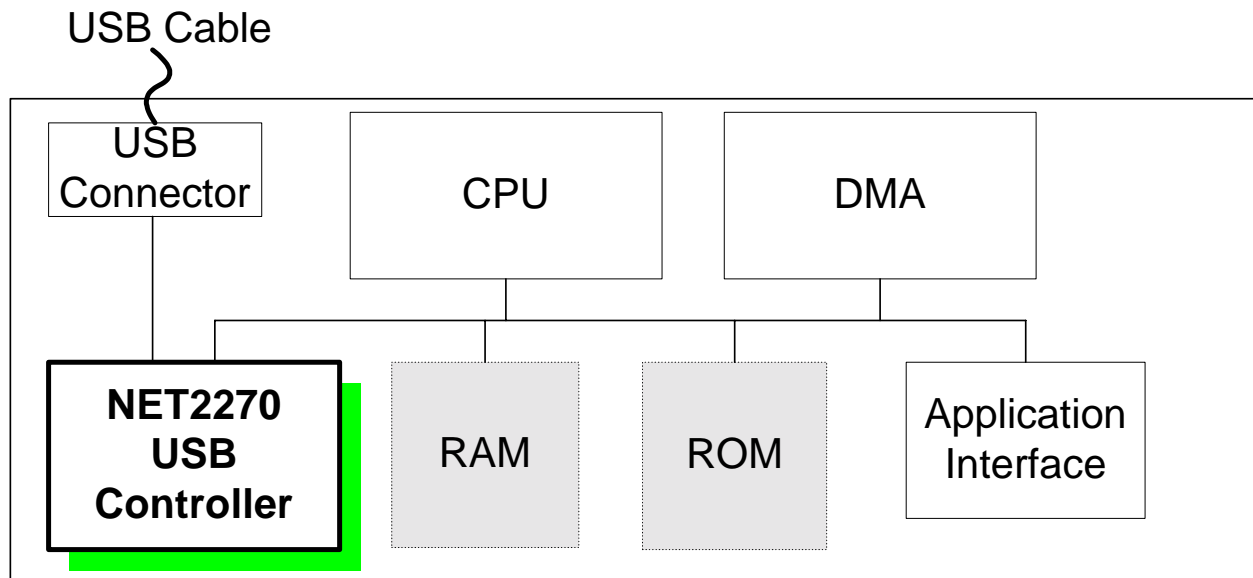 USB Cable
USB
Connector
CPU
DMA
NET2270
USB
Controller
RAM
ROM
Application
Interface